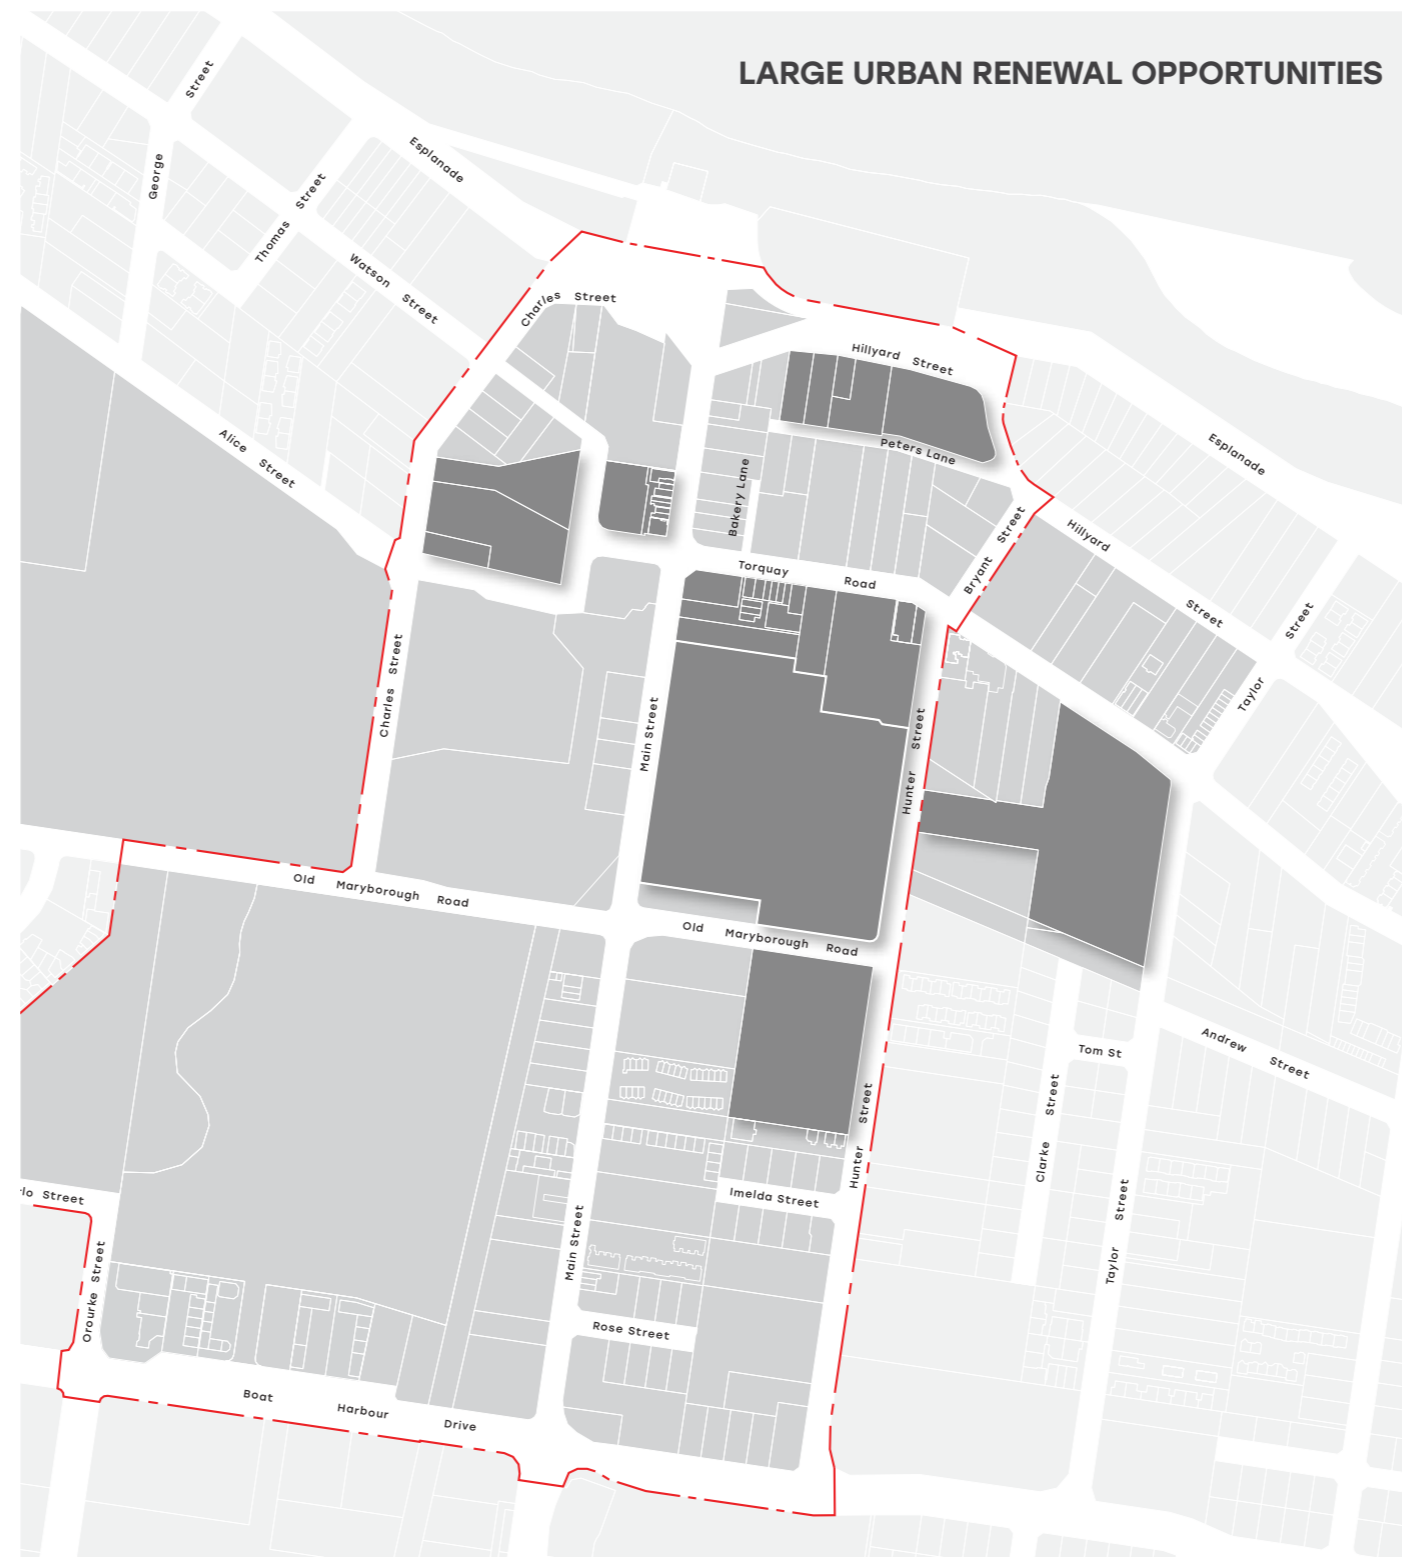 LARGE URBAN RENEWAL OPPORTUNITIES
George Street
Esplanade
Thomas Street
Watson Street
Charles Street
Hillyard Street
Alice Street
Peters Lane
Esplanade
Bakery Lane
Bryant Street
Hillyard Street
Torquay Road
Taylor Street
Charles Street
Main Street
Hunter Street
Old Maryborough Road
Old Maryborough Road
Andrew Street
Tom St
Clarke Street
Hunter Street
Taylor Street
lo Street
Imelda Street
Main Street
Orourke Street
Rose Street
Boat Harbour Drive